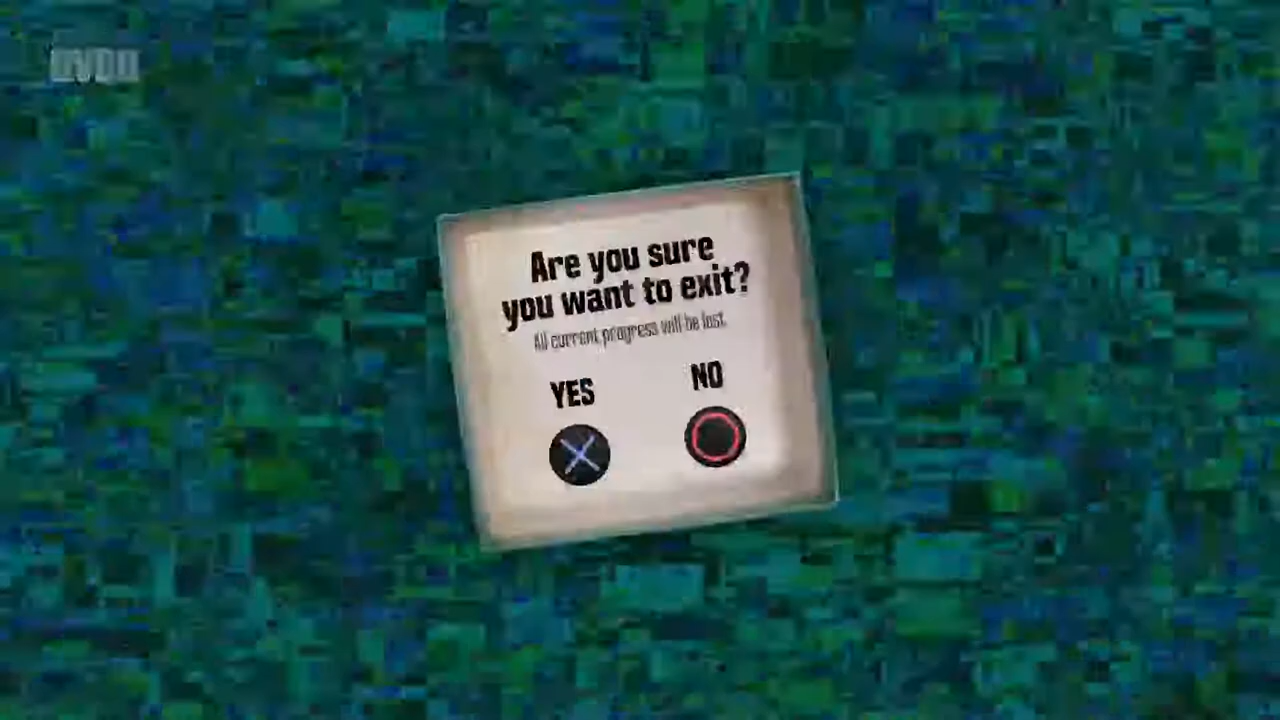 Are you sure
you want to exit?
All current progress will be lost.
YES
NO